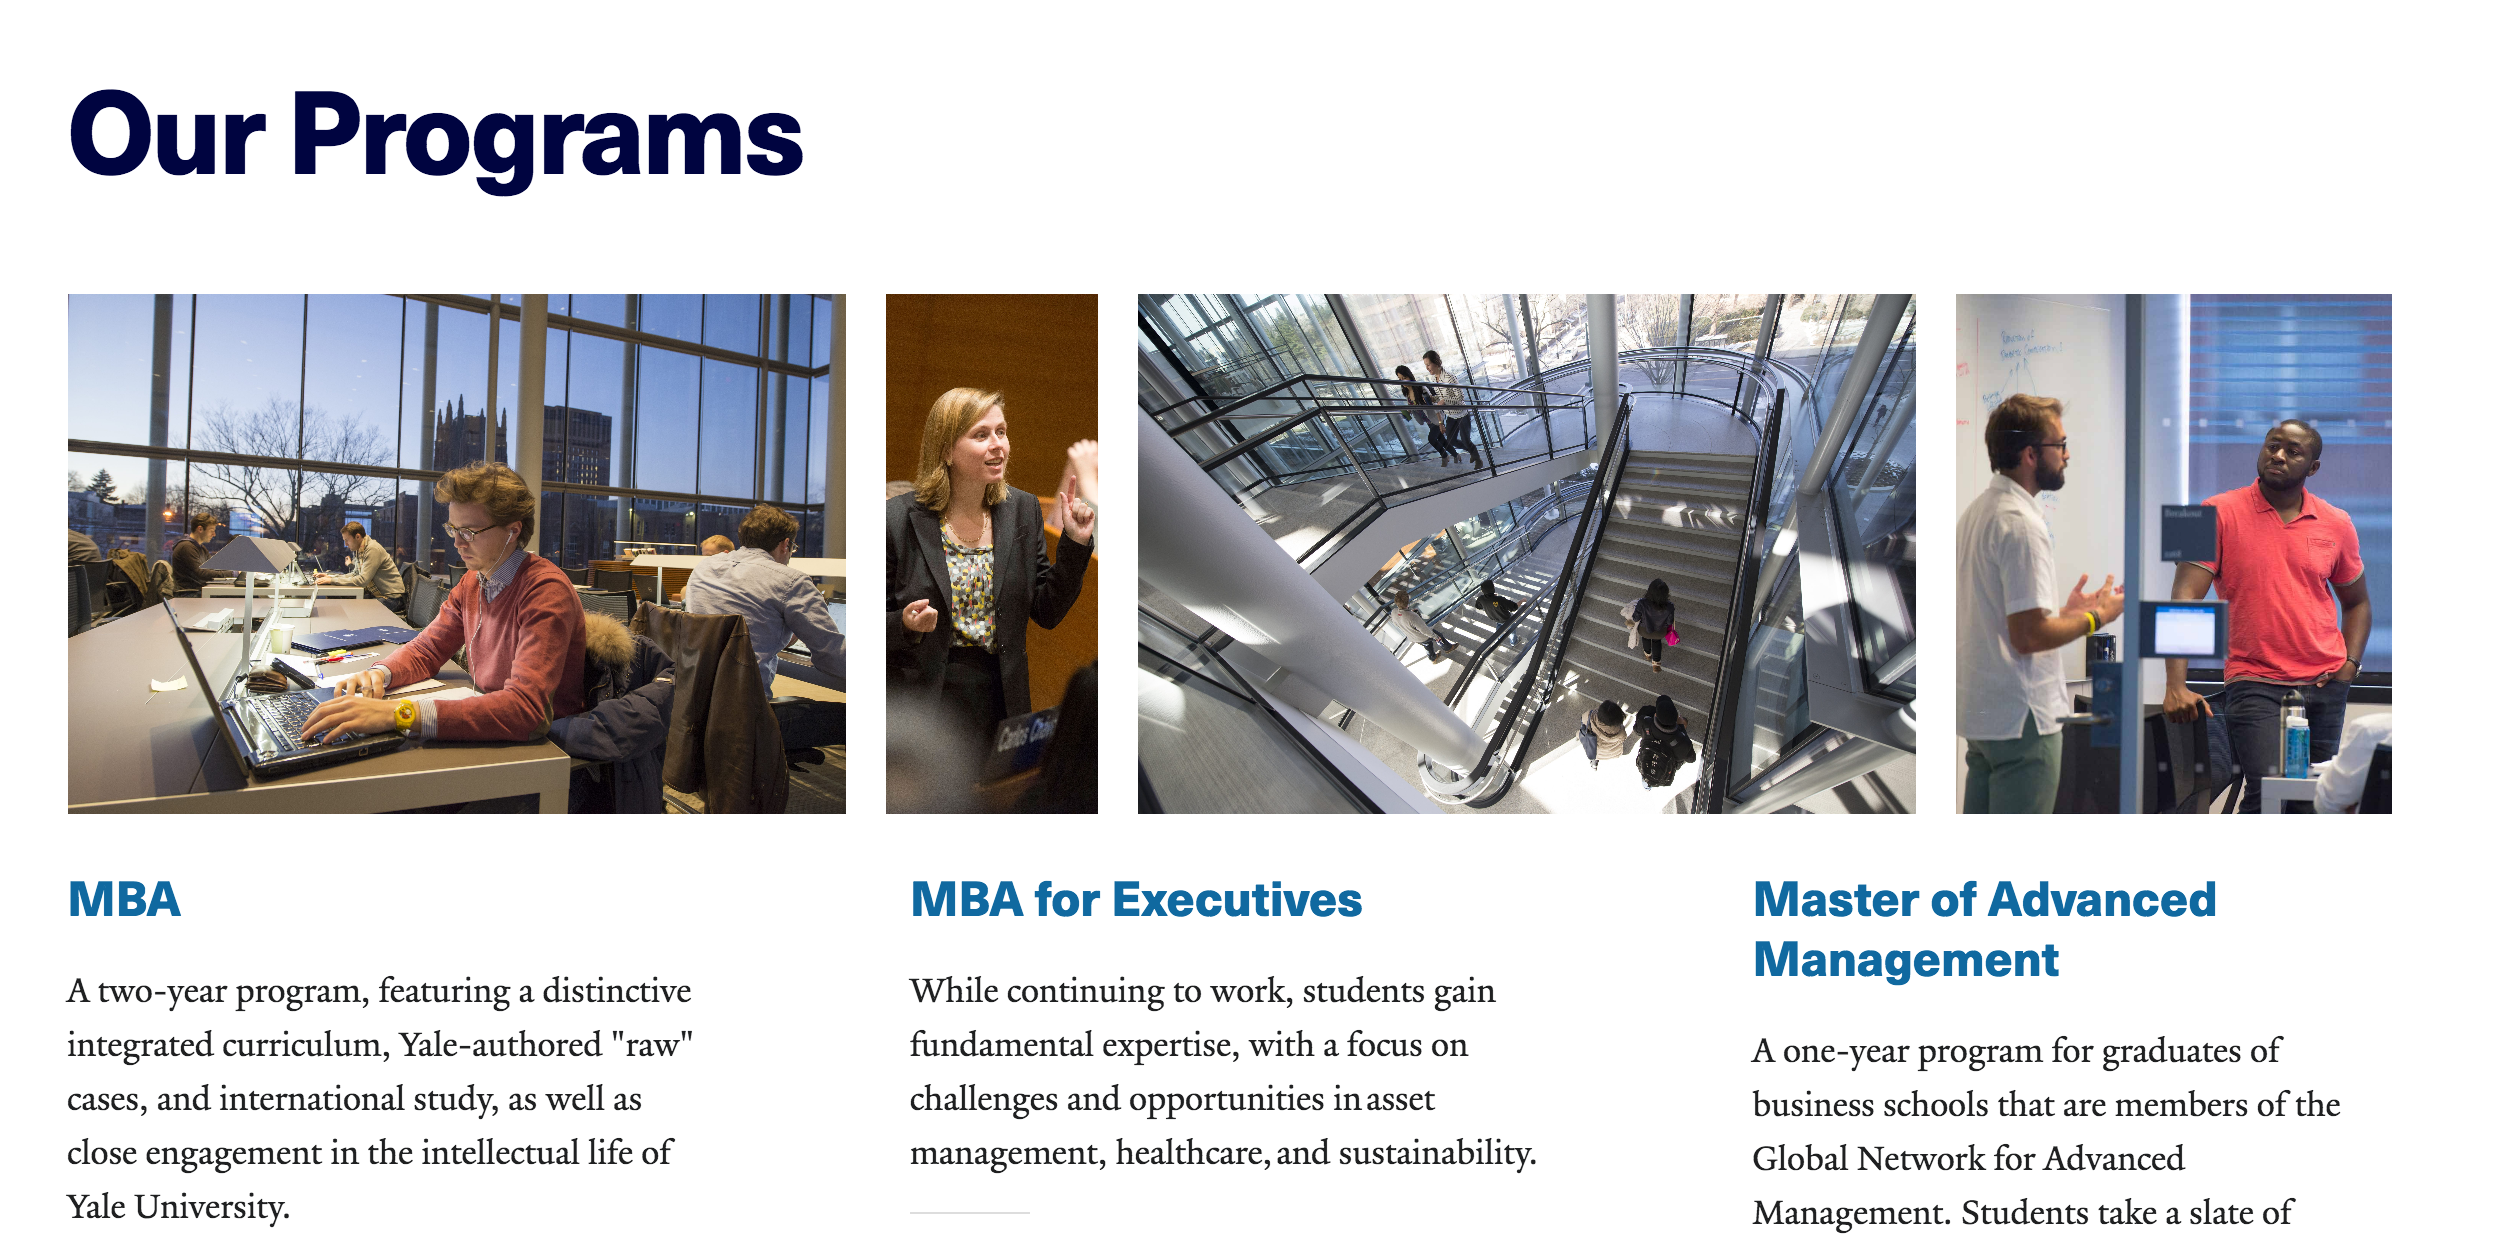 Our Programs
Breakout
MBA
A two-year program, featuring a distinctive
integrated curriculum, Yale-authored "raw"
cases, and international study, as well as
close engagement in the intellectual life of
Yale University.
MBA for Executives
While continuing to work, students gain
fundamental expertise, with a focus on
challenges and opportunities in asset
management, healthcare, and sustainability.
Master of Advanced
Management
A one-year program for graduates of
business schools that are members of the
Global Network for Advanced
Management. Students take a slate of